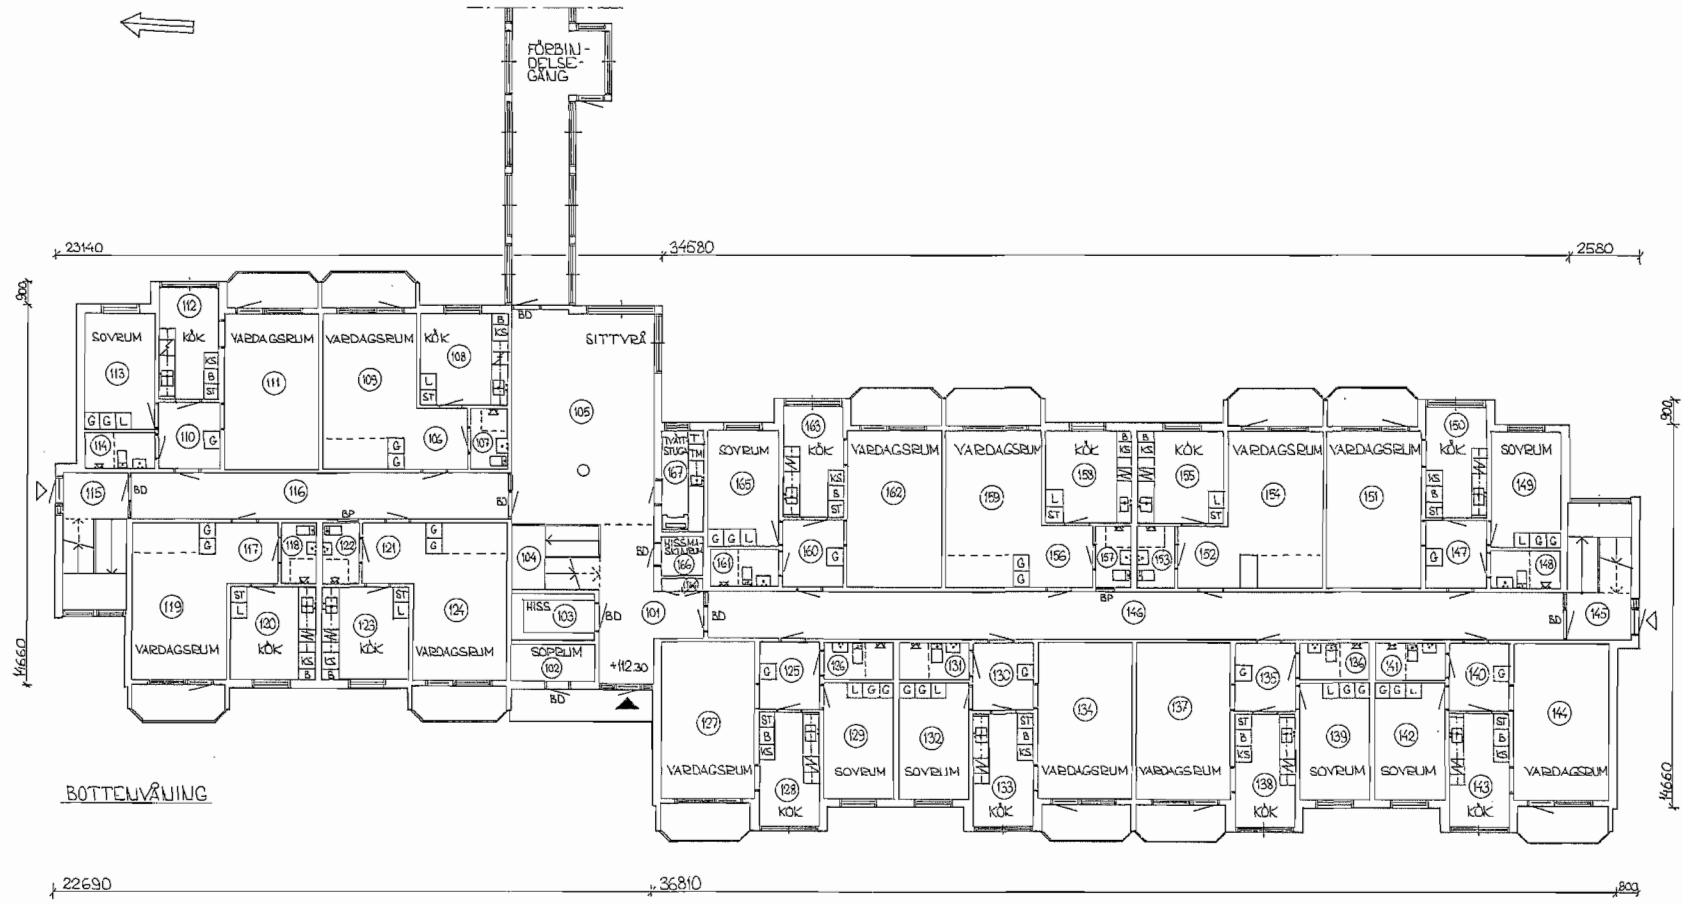 FÖRBIN-
DELSE-
GÅNG
23140
34680
2580
900
112
KÖK
SOVRUM
113
VARDAGSRUM
111
VARDAGSRUM
109
KÖK
108
B
KS
L
ST
KS
B
ST
BD
SITTVRÅ
105
G G L
114
110
G
G
G
106
107
115
BD
116
BD
BP
G
G
117
118
122
121
G
G
119
VARDAGSRUM
ST
L
120
KÖK
KS
B
KS
B
123
KÖK
ST
L
124
VARDAGSRUM
104
HISS
103
BD
SOPRUM
102
BD
101
+112.30
BD
TVÄTT
STUGA
167
T
TM
HISSMA-
SKINRUM
166
BD
BD
900
163
KÖK
SOVRUM
165
KS
B
ST
G G L
161
160
G
VARDAGSRUM
162
VARDAGSRUM
159
KÖK
158
B
KS
L
ST
156
G
G
157
153
B
KS
KÖK
155
L
ST
152
VARDAGSRUM
154
VARDAGSRUM
151
150
KÖK
KS
B
ST
SOVRUM
149
L G G
147
G
148
BP
146
BD
145
14660
14660
G
125
126
L G G
127
VARDAGSRUM
ST
B
KS
128
KÖK
129
SOVRUM
131
G G L
132
SOVRUM
130
G
ST
B
KS
133
KÖK
134
VARDAGSRUM
137
VARDAGSRUM
135
G
ST
B
KS
138
KÖK
136
L G G
139
SOVRUM
141
G G L
142
SOVRUM
140
G
ST
B
KS
143
KÖK
144
VARDAGSRUM
BOTTENVÅNING
22690
36810
800